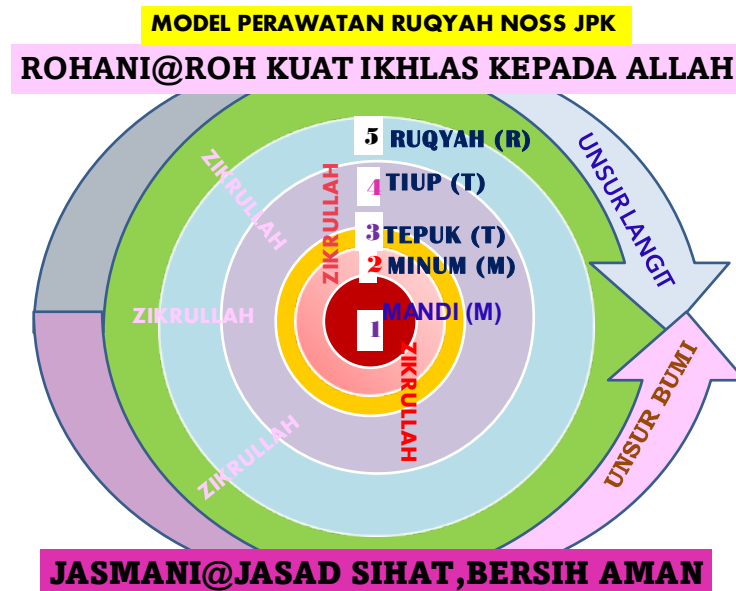 MODEL PERAWATAN RUQYAH NOSS JPK
ROHANI@ROH KUAT IKHLAS KEPADA ALLAH
5 RUQYAH (R)
4 TIUP (T)
3 TEPUK (T)
2 MINUM (M)
1 MANDI (M)
ZIKRULLAH
ZIKRULLAH
ZIKRULLAH
ZIKRULLAH
ZIKRULLAH
UNSUR LANGIT
UNSUR BUMI
JASMANI@JASAD SIHAT,BERSIH AMAN